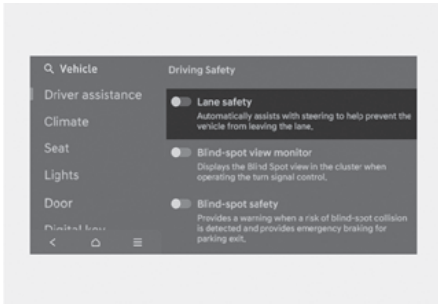 Vehicle
Driver assistance
Climate
Seat
Lights
Door
Digital key
Driving Safety
Lane safety
Automatically assists with steering to help prevent the
vehicle from leaving the lane.
Blind-spot view monitor
Displays the Blind Spot view in the cluster when
operating the turn signal control.
Blind-spot safety
Provides a warning when a risk of blind-spot collision
is detected and provides emergency braking for
parking exit.